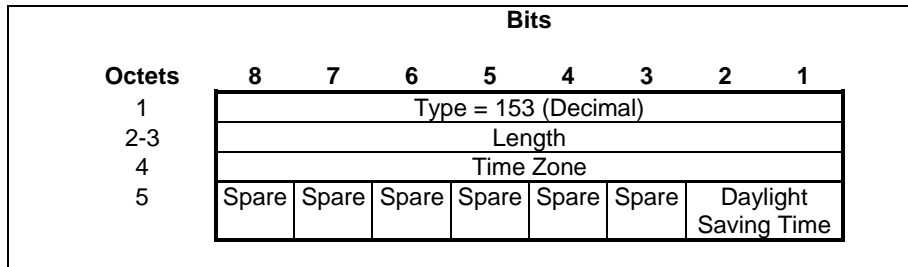 Bits
Octets 8 7 6 5 4 3 2 1
1 Type = 153 (Decimal)
2-3 Length
4 Time Zone
5 Spare Spare Spare Spare Spare Spare Daylight
Saving Time